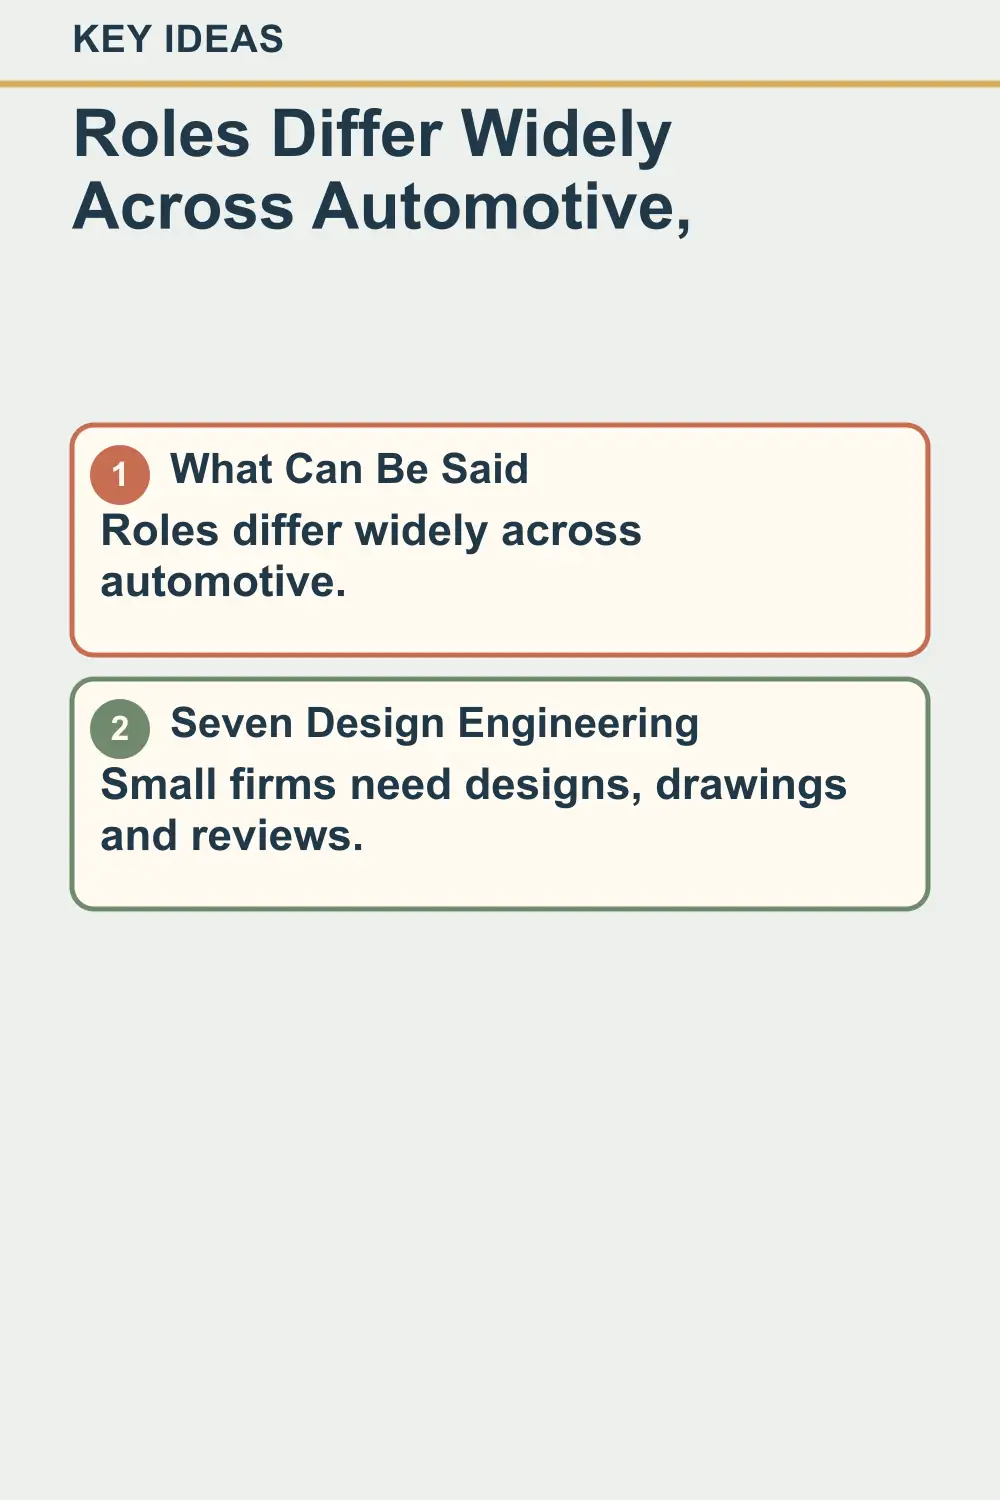 KEY IDEAS
Roles Differ Widely
Across Automotive,
1 What Can Be Said
Roles differ widely across
automotive.
2 Seven Design Engineering
Small firms need designs, drawings
and reviews.